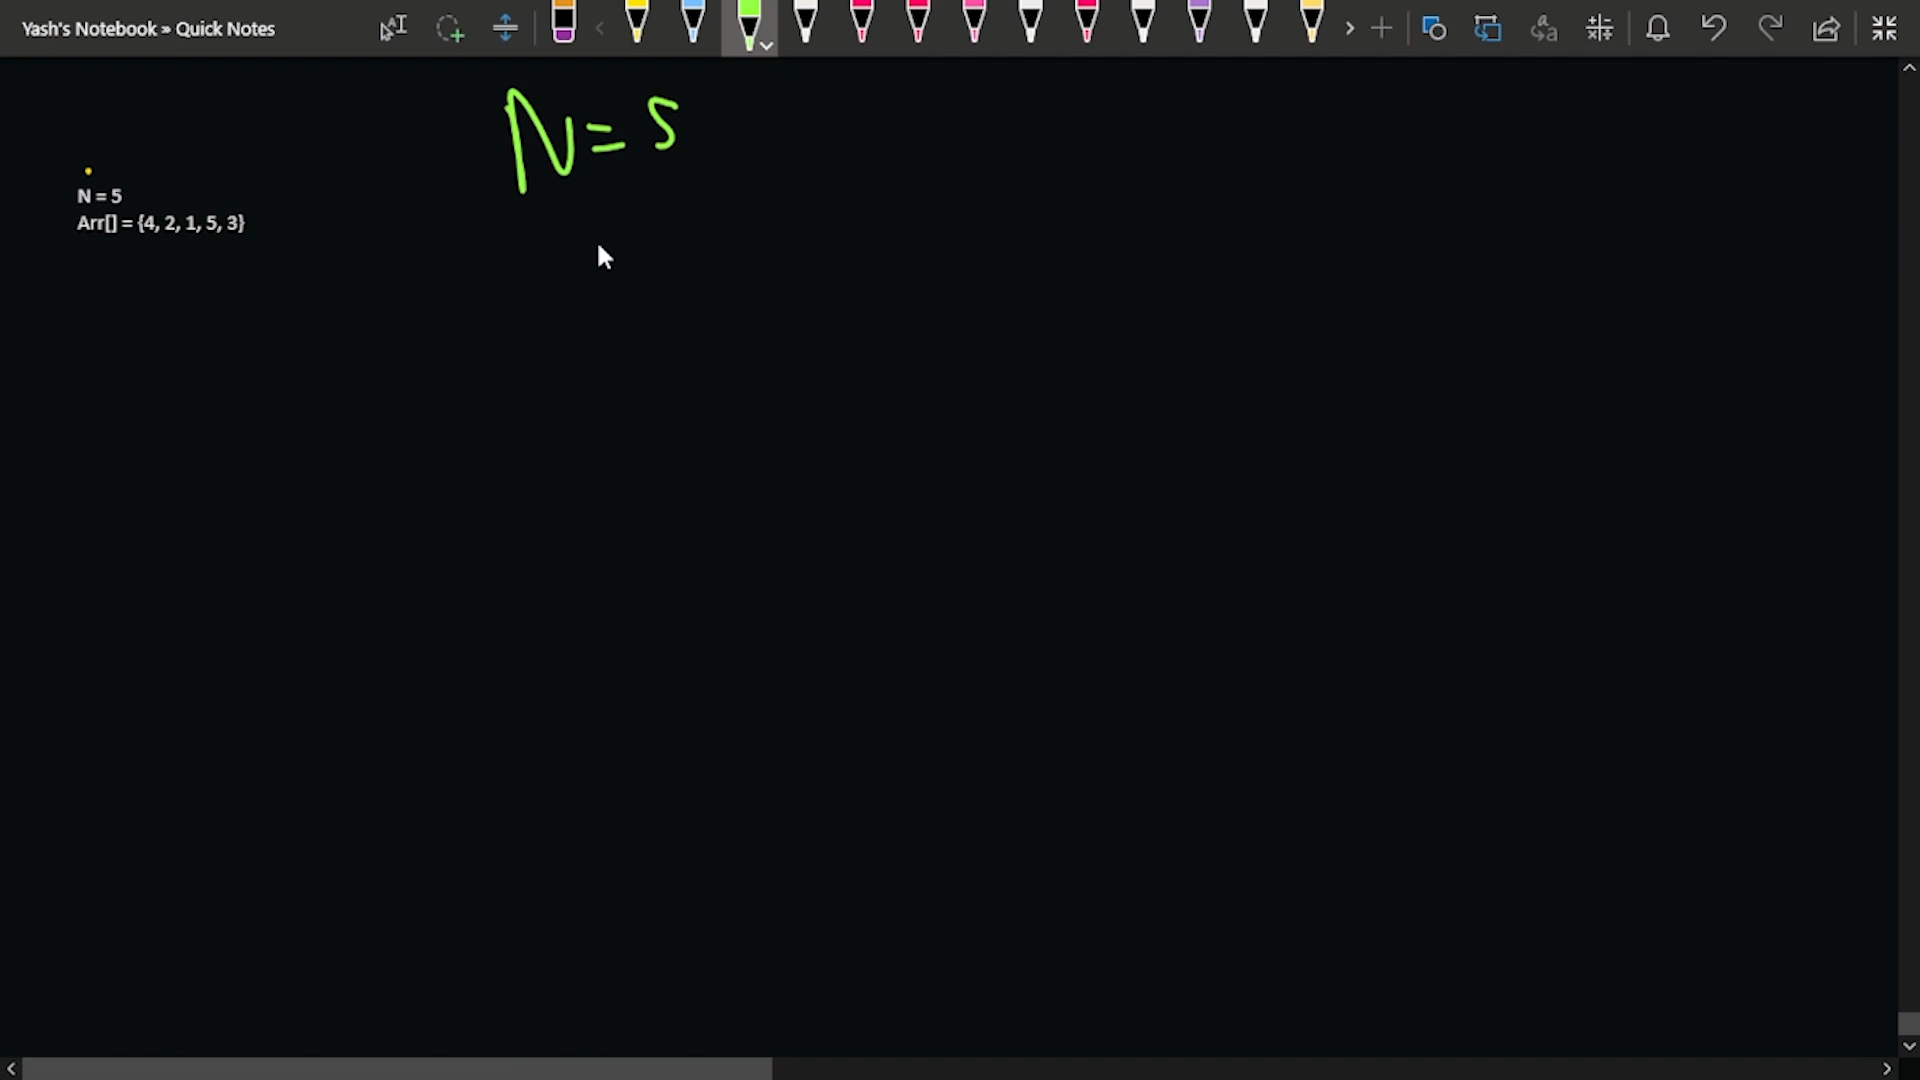 Yash's Notebook » Quick Notes
N = 5
N = 5
Arr[] = {4, 2, 1, 5, 3}